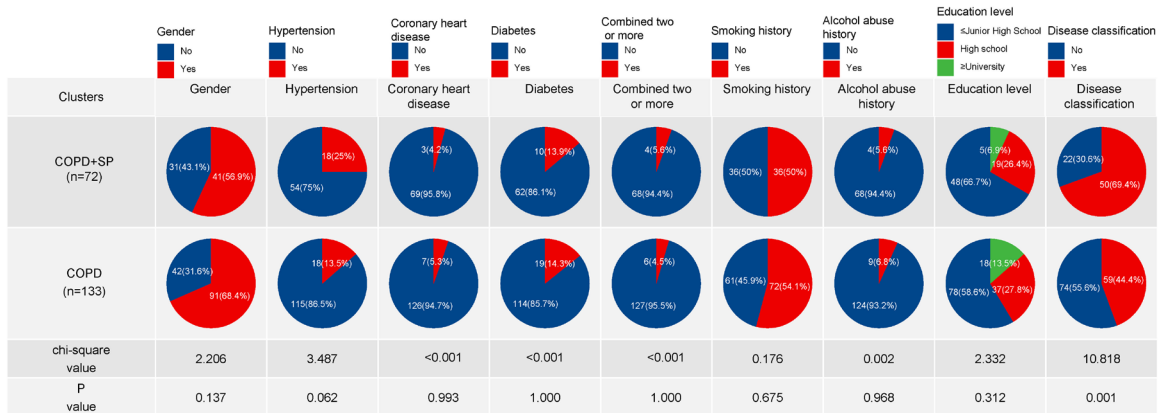 Gender
No
Yes
Hypertension
No
Yes
Coronary heart
disease
No
Yes
Diabetes
No
Yes
Combined two
or more
No
Yes
Smoking history
No
Yes
Alcohol abuse
history
No
Yes
Education level
≤Junior High School
High school
≥University
Disease classification
No
Yes
Clusters
Gender
Hypertension
Coronary heart
disease
Diabetes
Combined two
or more
Smoking history
Alcohol abuse
history
Education level
Disease
classification
COPD+SP
(n=72)
31(43.1%)
41(56.9%)
18(25%)
54(75%)
3(4.2%)
69(95.8%)
10(13.9%)
62(86.1%)
4(5.6%)
68(94.4%)
36(50%)
36(50%)
4(5.6%)
68(94.4%)
5(6.9%)
19(26.4%)
48(66.7%)
22(30.6%)
50(69.4%)
COPD
(n=133)
42(31.6%)
91(68.4%)
18(13.5%)
115(86.5%)
7(5.3%)
126(94.7%)
19(14.3%)
114(85.7%)
6(4.5%)
127(95.5%)
61(45.9%)
72(54.1%)
9(6.8%)
124(93.2%)
18(13.5%)
37(27.8%)
78(58.6%)
59(44.4%)
74(55.6%)
chi-square
value
2.206
3.487
<0.001
<0.001
<0.001
0.176
0.002
2.332
10.818
P
value
0.137
0.062
0.993
1.000
1.000
0.675
0.968
0.312
0.001